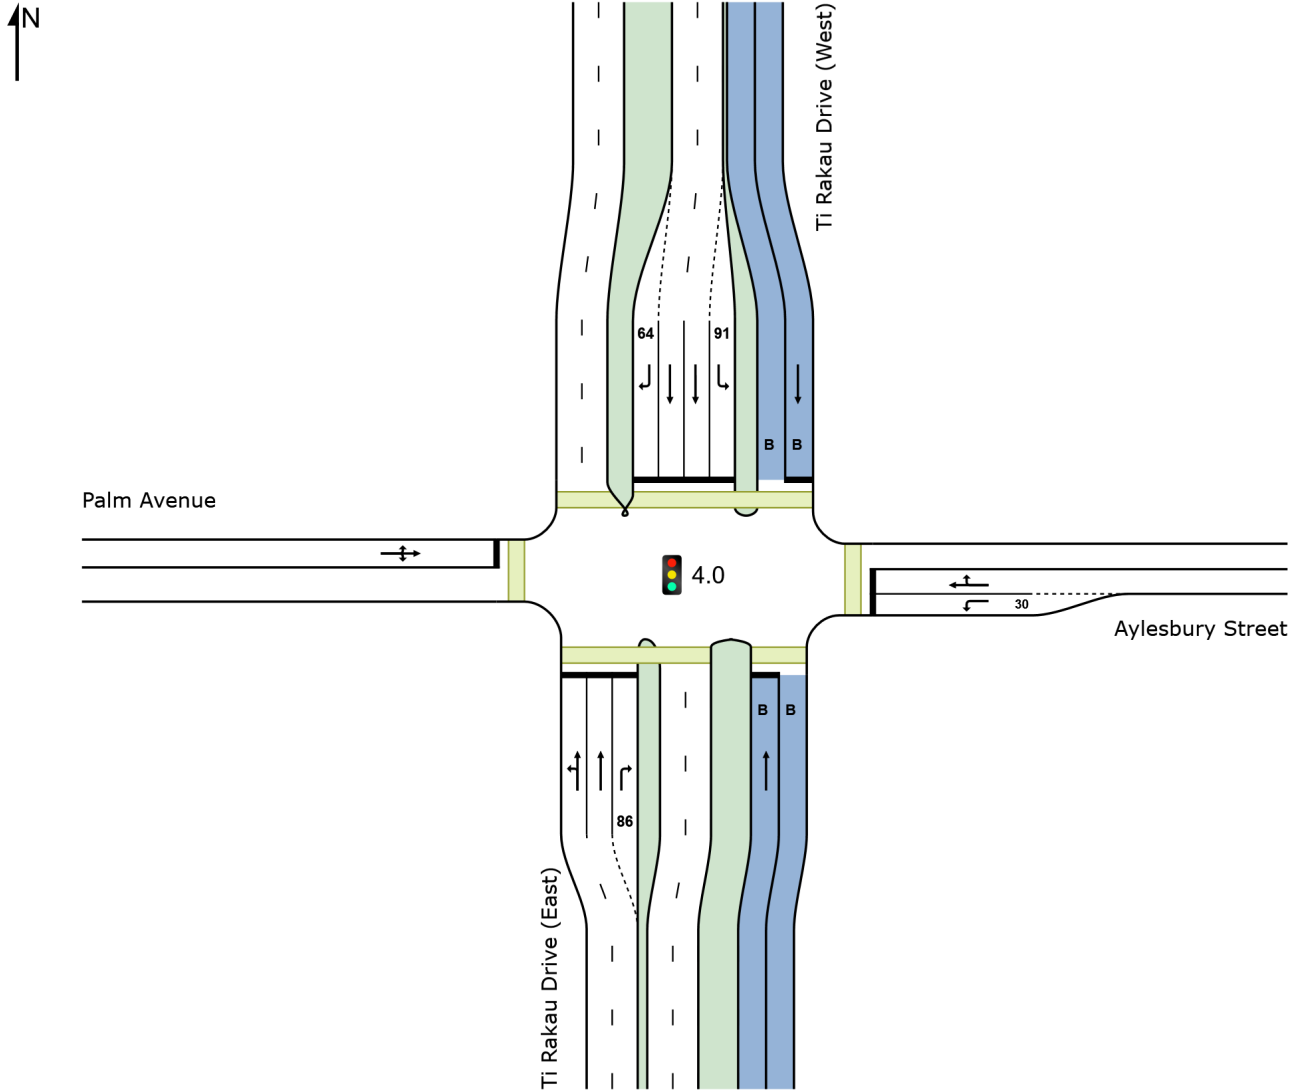 N
Ti Rakau Drive (West)
64
91
B
B
Palm Avenue
4.0
30
Aylesbury Street
B
B
86
Ti Rakau Drive (East)